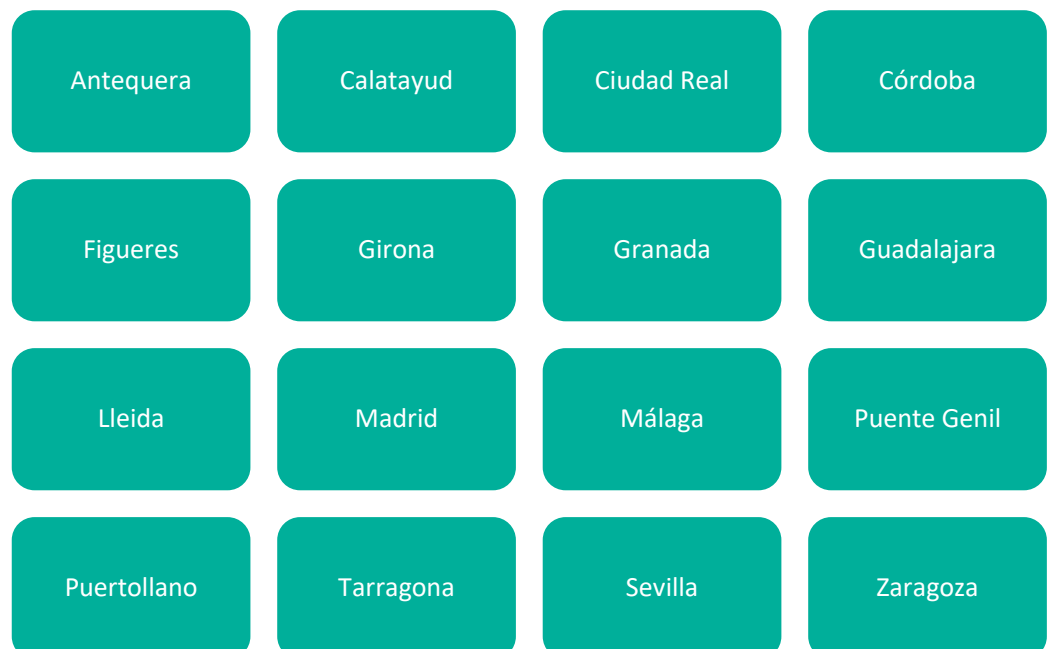 Antequera
Calatayud
Ciudad Real
Córdoba
Figueres
Girona
Granada
Guadalajara
Lleida
Madrid
Málaga
Puente Genil
Puertollano
Tarragona
Sevilla
Zaragoza